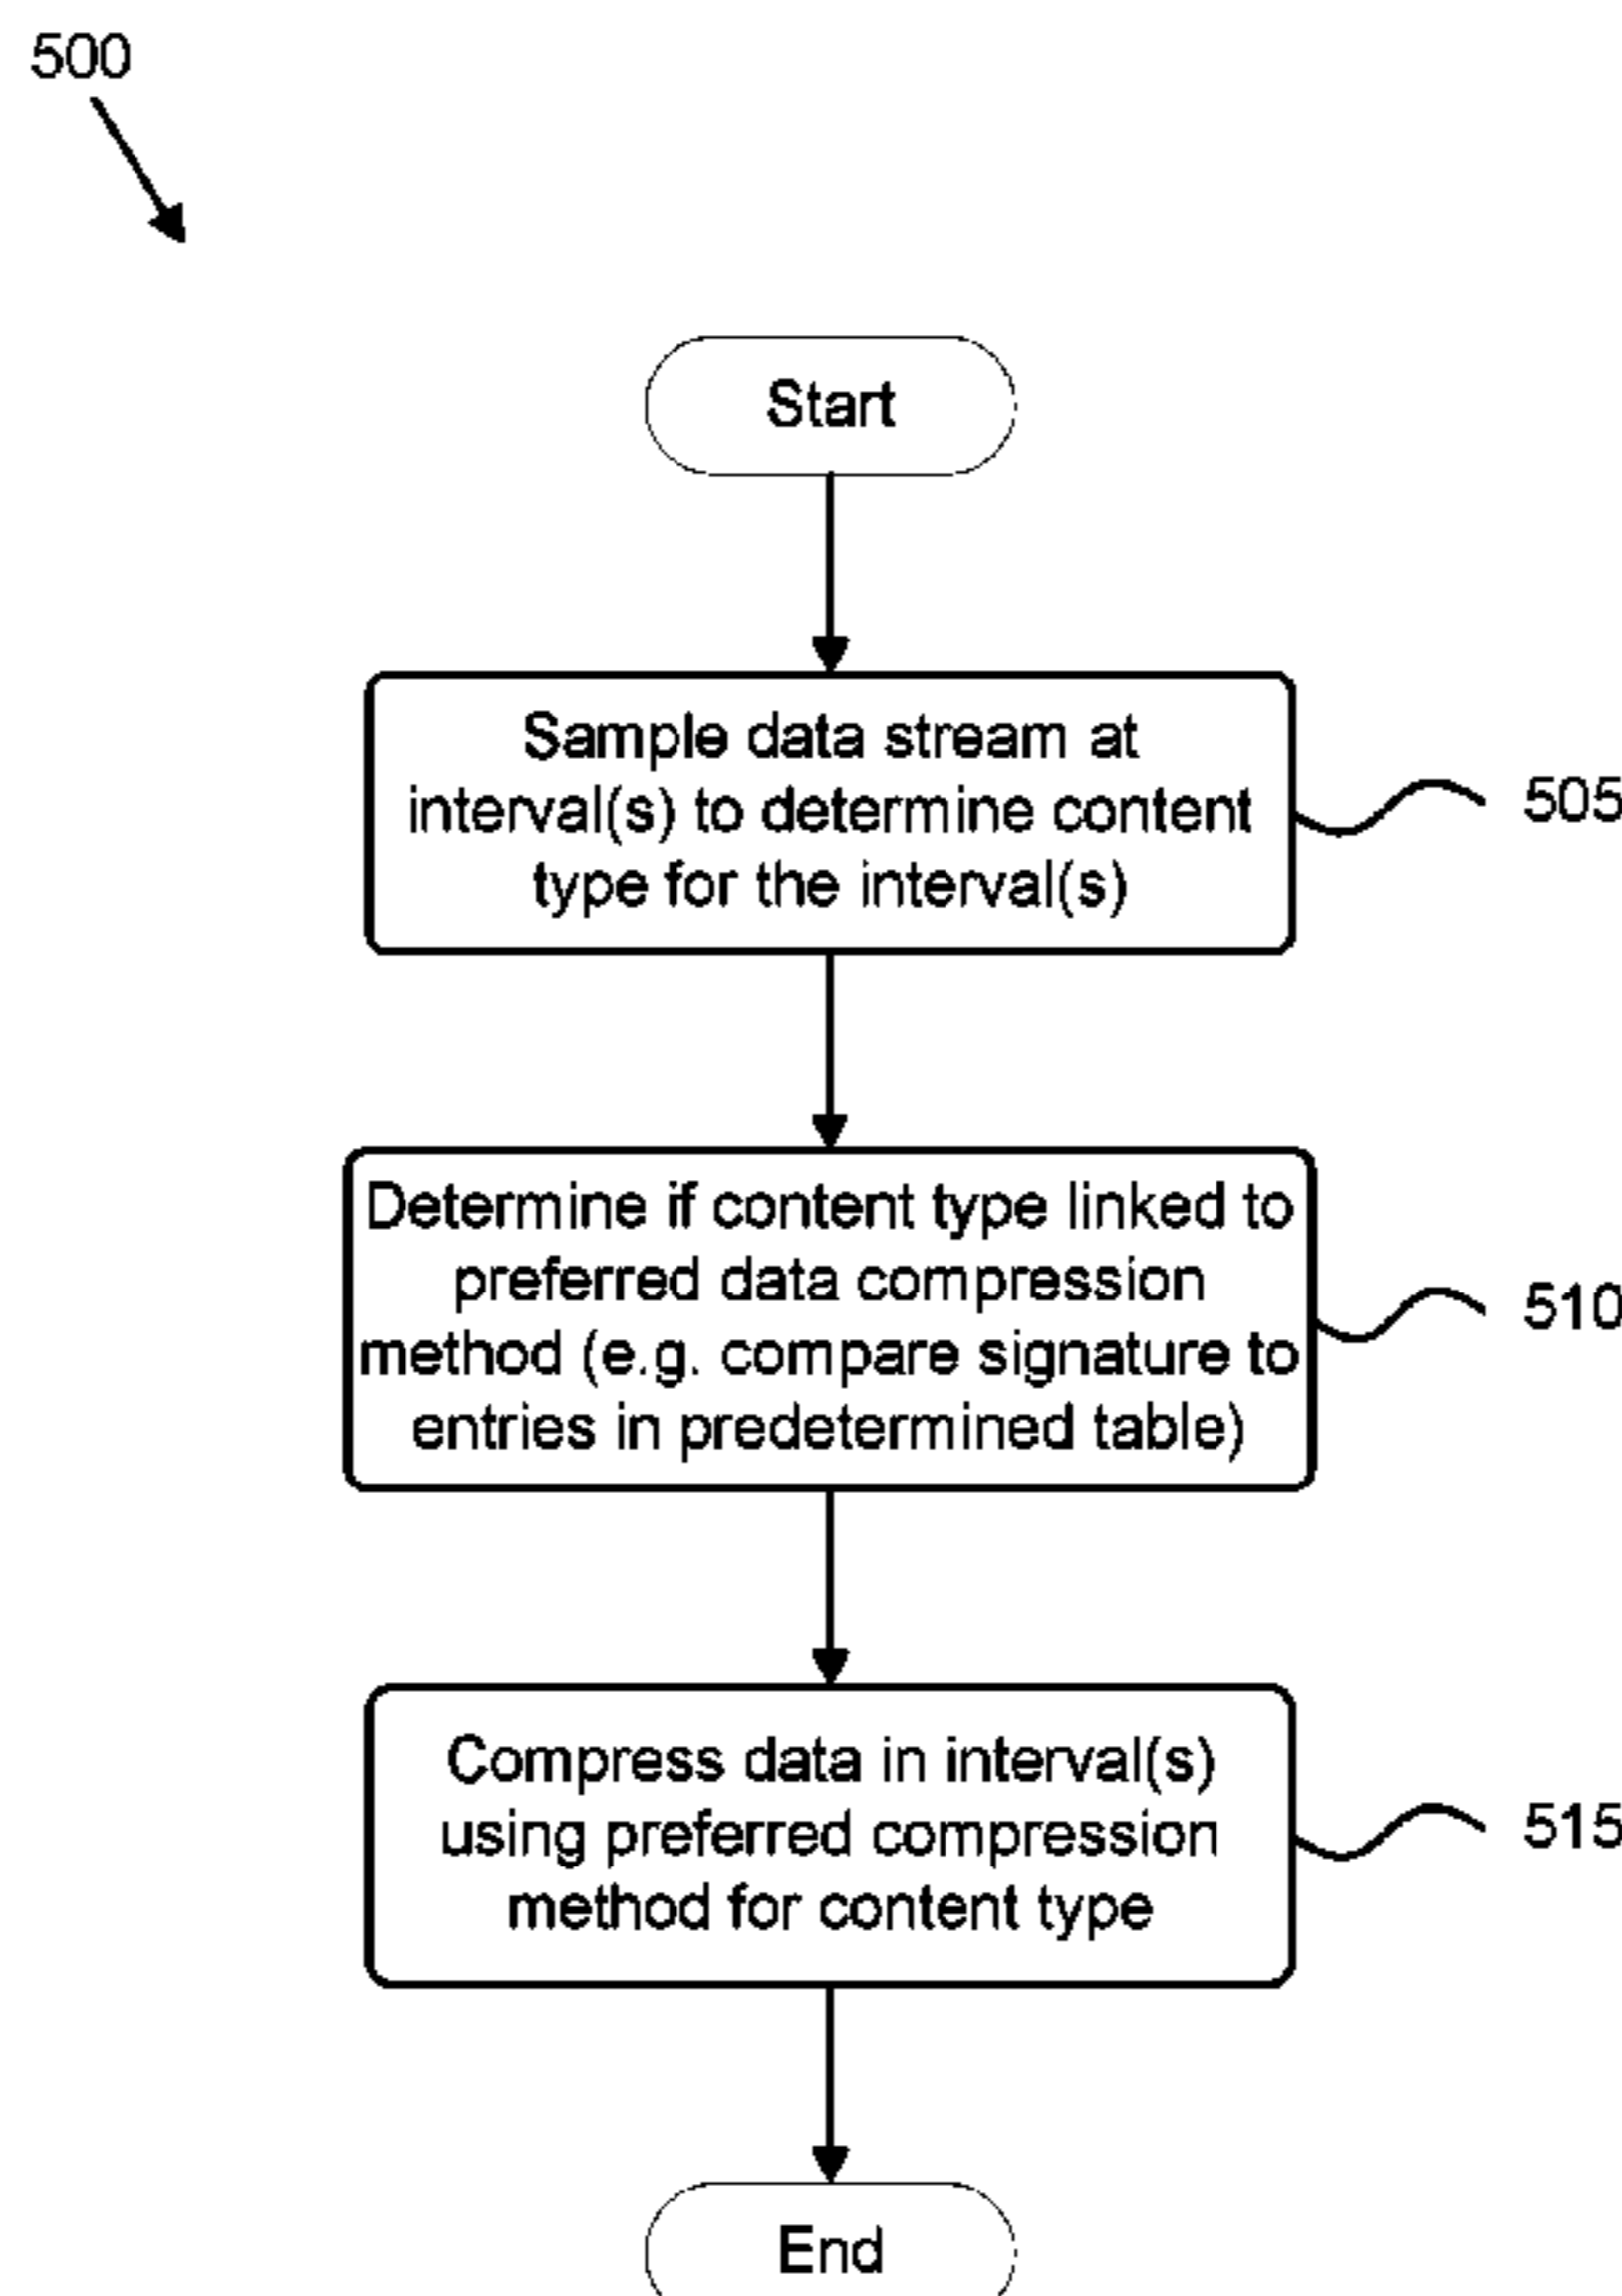 500
Start
Sample data stream at
interval(s) to determine content
type for the interval(s)
505
Determine if content type linked to
preferred data compression
method (e.g. compare signature to
entries in predetermined table)
510
Compress data in interval(s)
using preferred compression
method for content type
515
End